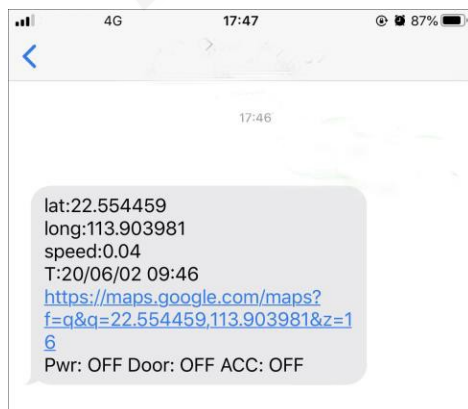 4G 17:47 87%
17:46
lat:22.554459
long:113.903981
speed:0.04
T:20/06/02 09:46
https://maps.google.com/maps?
f=q&q=22.554459,113.903981&z=1
6
Pwr: OFF Door: OFF ACC: OFF